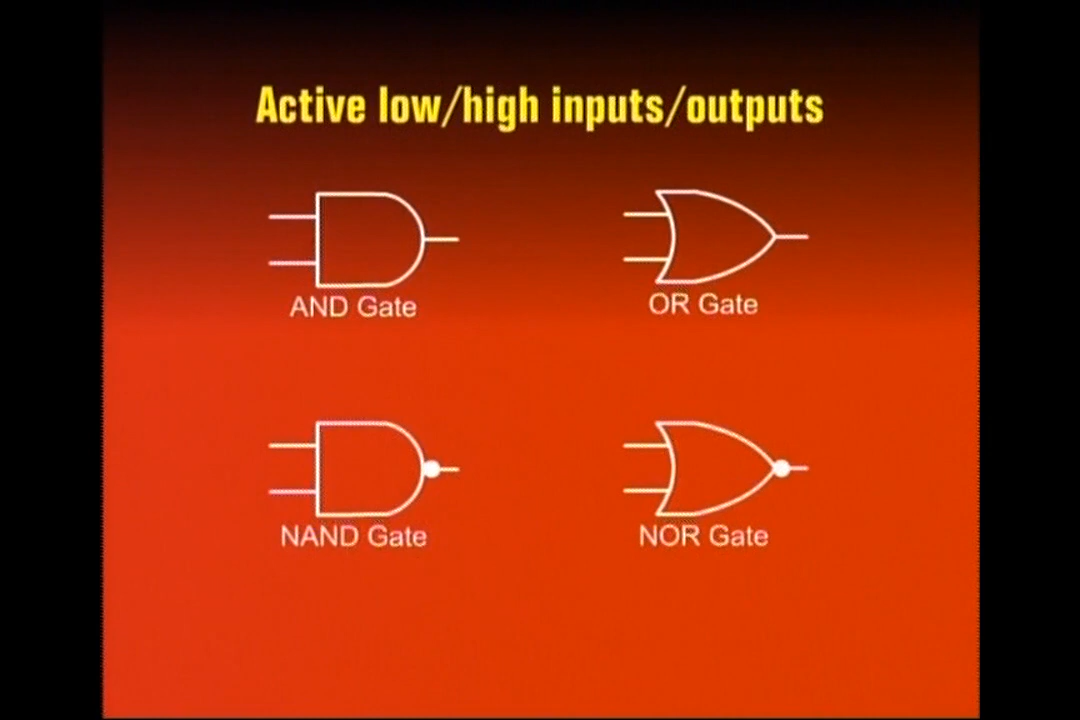 Active low/high inputs/outputs
AND Gate
OR Gate
NAND Gate
NOR Gate